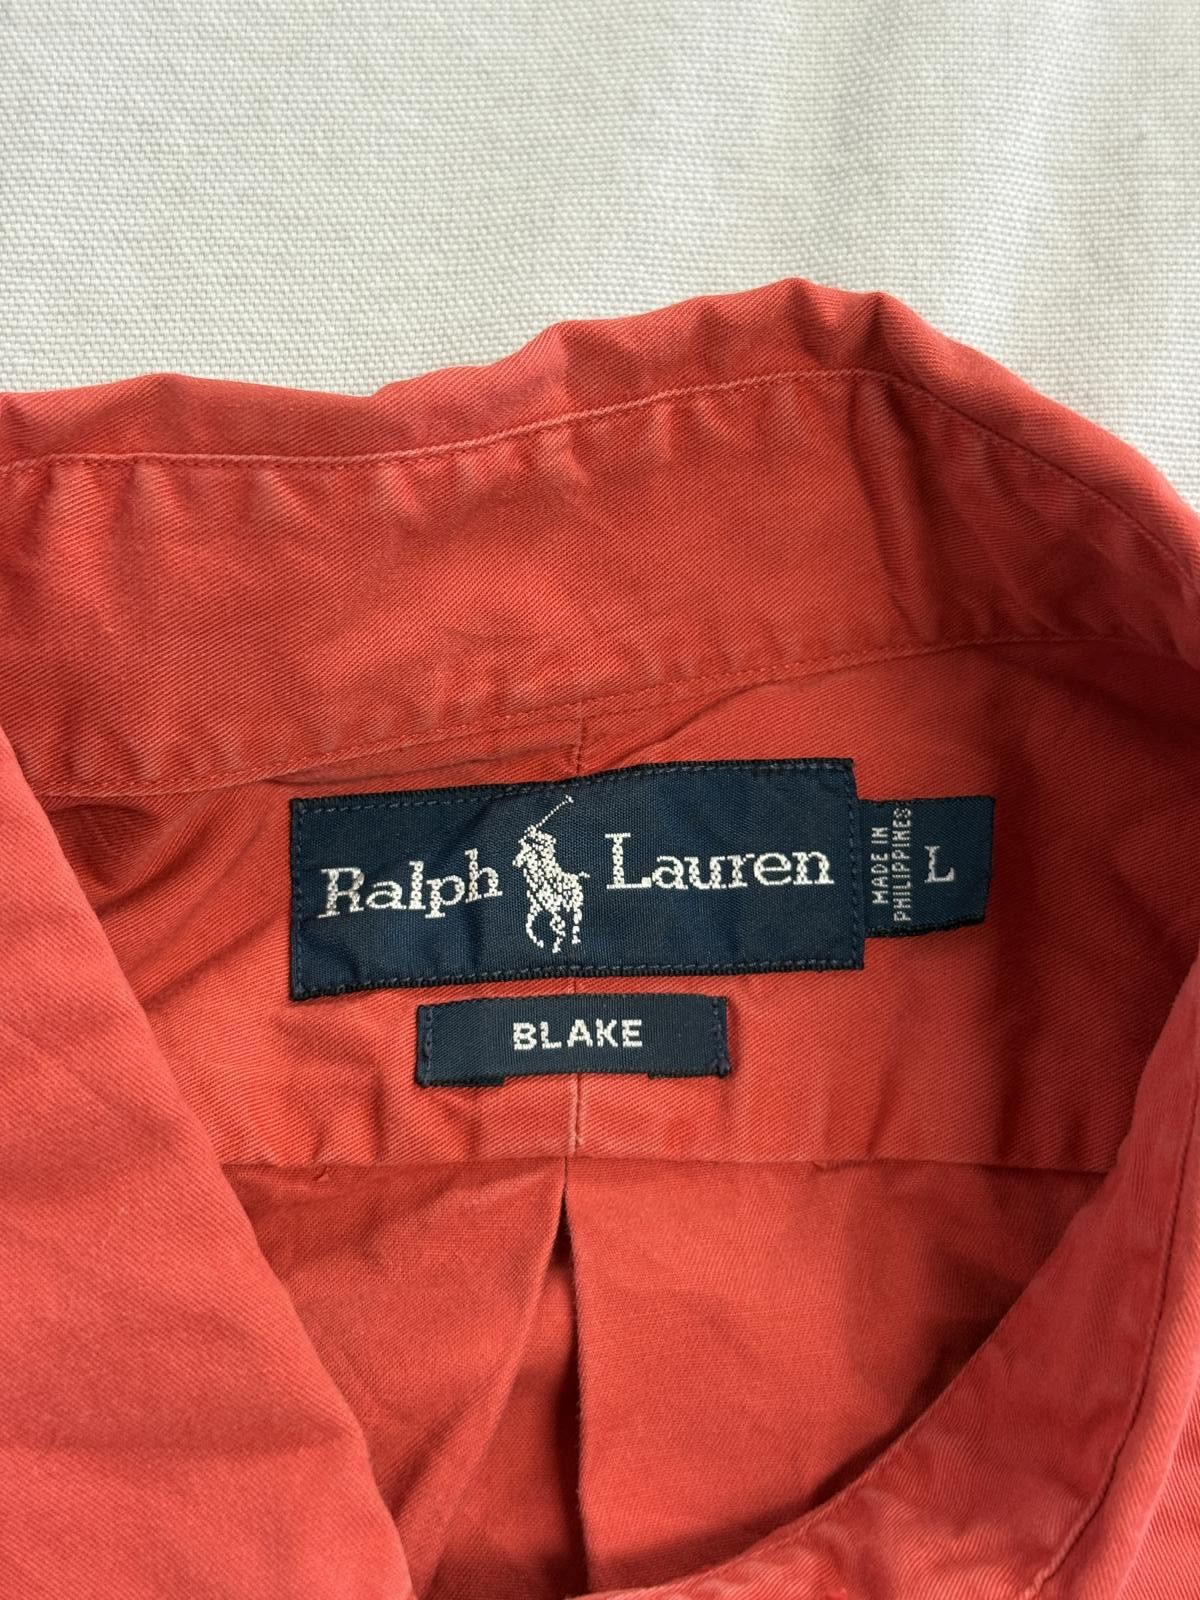 Ralph Lauren
MADE IN
PHILIPPINES
L
BLAKE